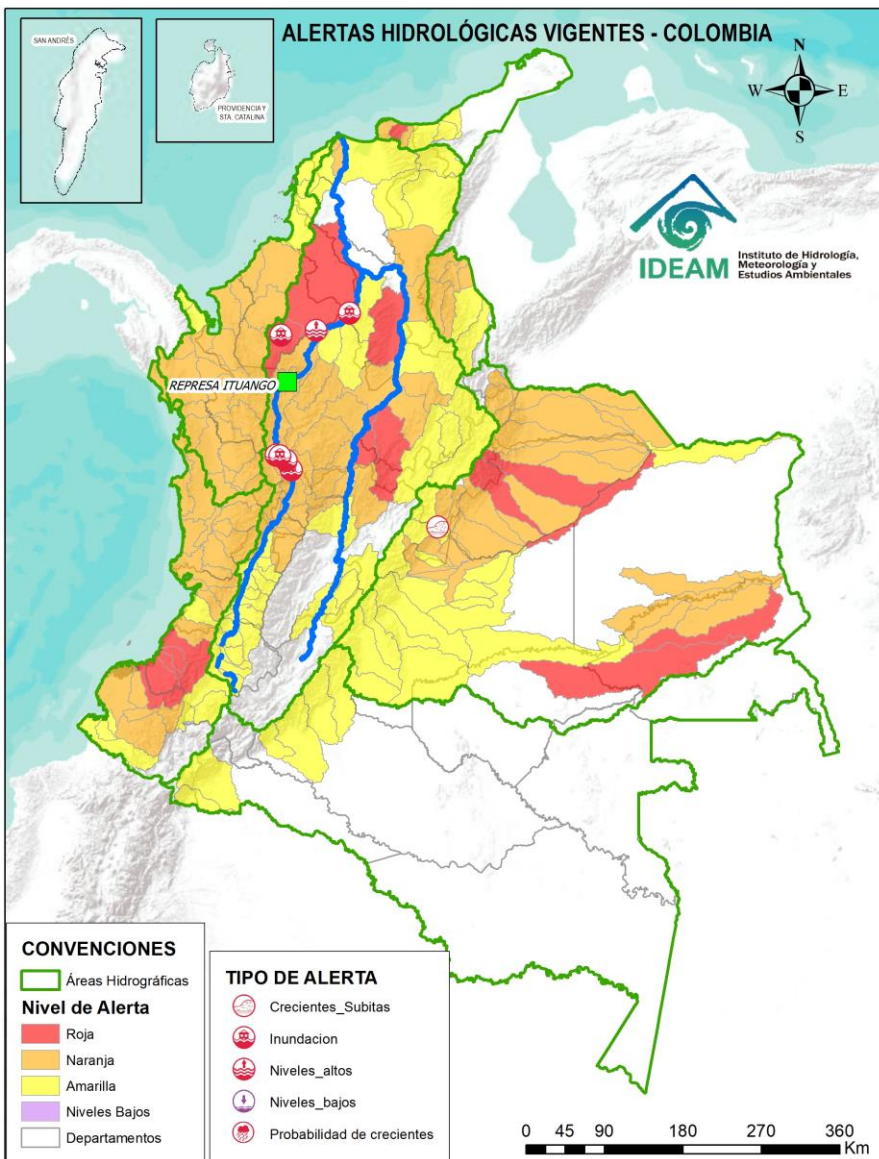 ALERTAS HIDROLÓGICAS VIGENTES - COLOMBIA
SAN ANDRÉS
PROVIDENCIA Y
STA. CATALINA
N
W
E
S
IDEAM
Instituto de Hidrología,
Meteorología y
Estudios Ambientales
REPRESA ITUANGO
CONVENCIONES
Áreas Hidrográficas
Nivel de Alerta
Roja
Naranja
Amarilla
Niveles Bajos
Departamentos
TIPO DE ALERTA
Crecientes_Subitas
Inundacion
Niveles_altos
Niveles_bajos
Probabilidad de crecientes
0 45 90 180 270 360
Km